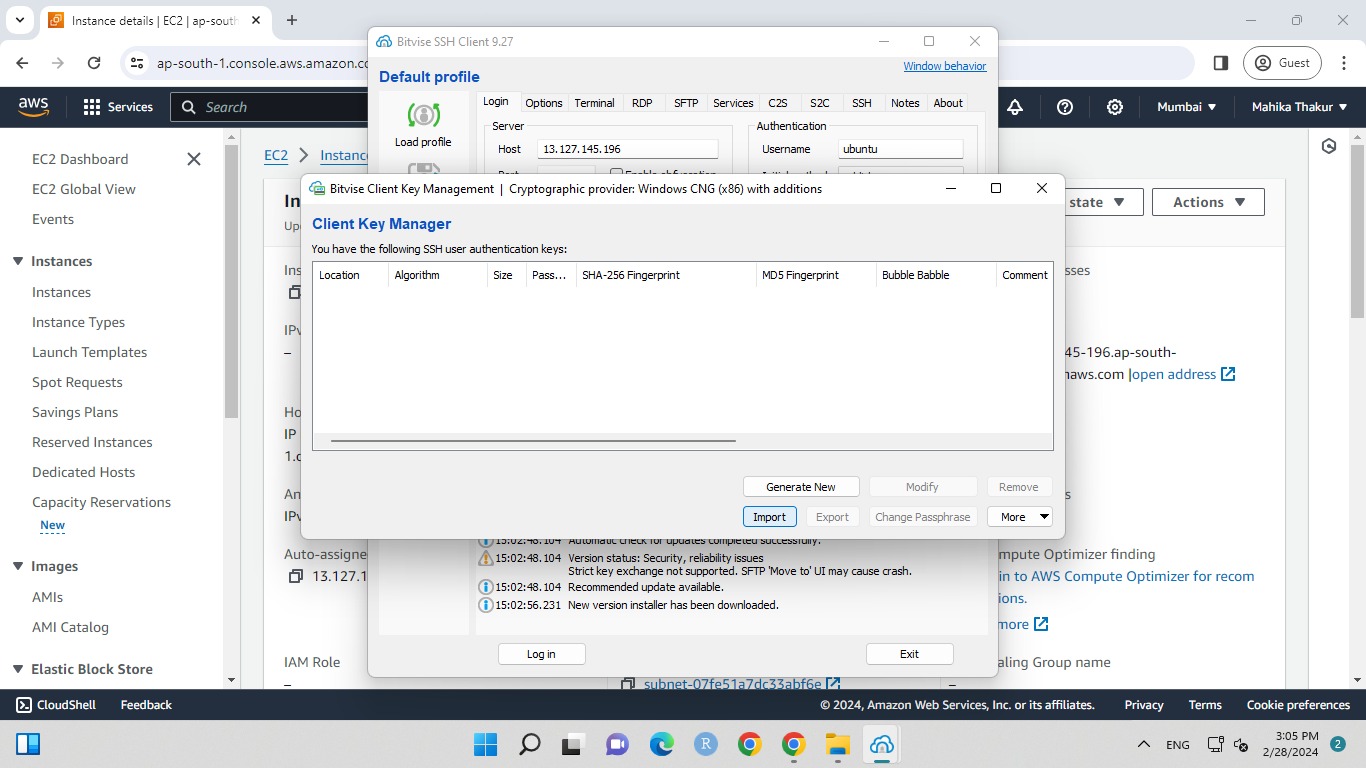 Instance details | EC2 | ap-south
ap-south-1.console.aws.amazon.co
Guest
aws
Services
Search
Mumbai
Mahika Thakur
EC2 Dashboard
EC2 Global View
Events
Instances
Instances
Instance Types
Launch Templates
Spot Requests
Savings Plans
Reserved Instances
Dedicated Hosts
Capacity Reservations
New
Images
AMIs
AMI Catalog
Elastic Block Store
EC2
Instanc
In
state
Actions
Ins
IPv
–
Ho
IP
1.c
An
IPv
Auto-assigne
13.127.1
IAM Role
–
subnet-07fe51a7dc33abf6e
sses
45-196.ap-south-
naws.com |open address
s
mpute Optimizer finding
in to AWS Compute Optimizer for recom
ions.
more
aling Group name
–
Bitvise SSH Client 9.27
Window behavior
Default profile
Load profile
Login
Options
Terminal
RDP
SFTP
Services
C2S
S2C
SSH
Notes
About
Server
Host
13.127.145.196
Authentication
Username
ubuntu
Bitvise Client Key Management | Cryptographic provider: Windows CNG (x86) with additions
Client Key Manager
You have the following SSH user authentication keys:
Location
Algorithm
Size
Pass...
SHA-256 Fingerprint
MD5 Fingerprint
Bubble Babble
Comment
Generate New
Modify
Remove
Import
Export
Change Passphrase
More
15:02:48.104 Automatic check for updates completed successfully.
15:02:48.104 Version status: Security, reliability issues
Strict key exchange not supported. SFTP 'Move to' UI may cause crash.
15:02:48.104 Recommended update available.
15:02:56.231 New version installer has been downloaded.
Log in
Exit
CloudShell
Feedback
© 2024, Amazon Web Services, Inc. or its affiliates.
Privacy
Terms
Cookie preferences
R
ENG
3:05 PM
2/28/2024
2